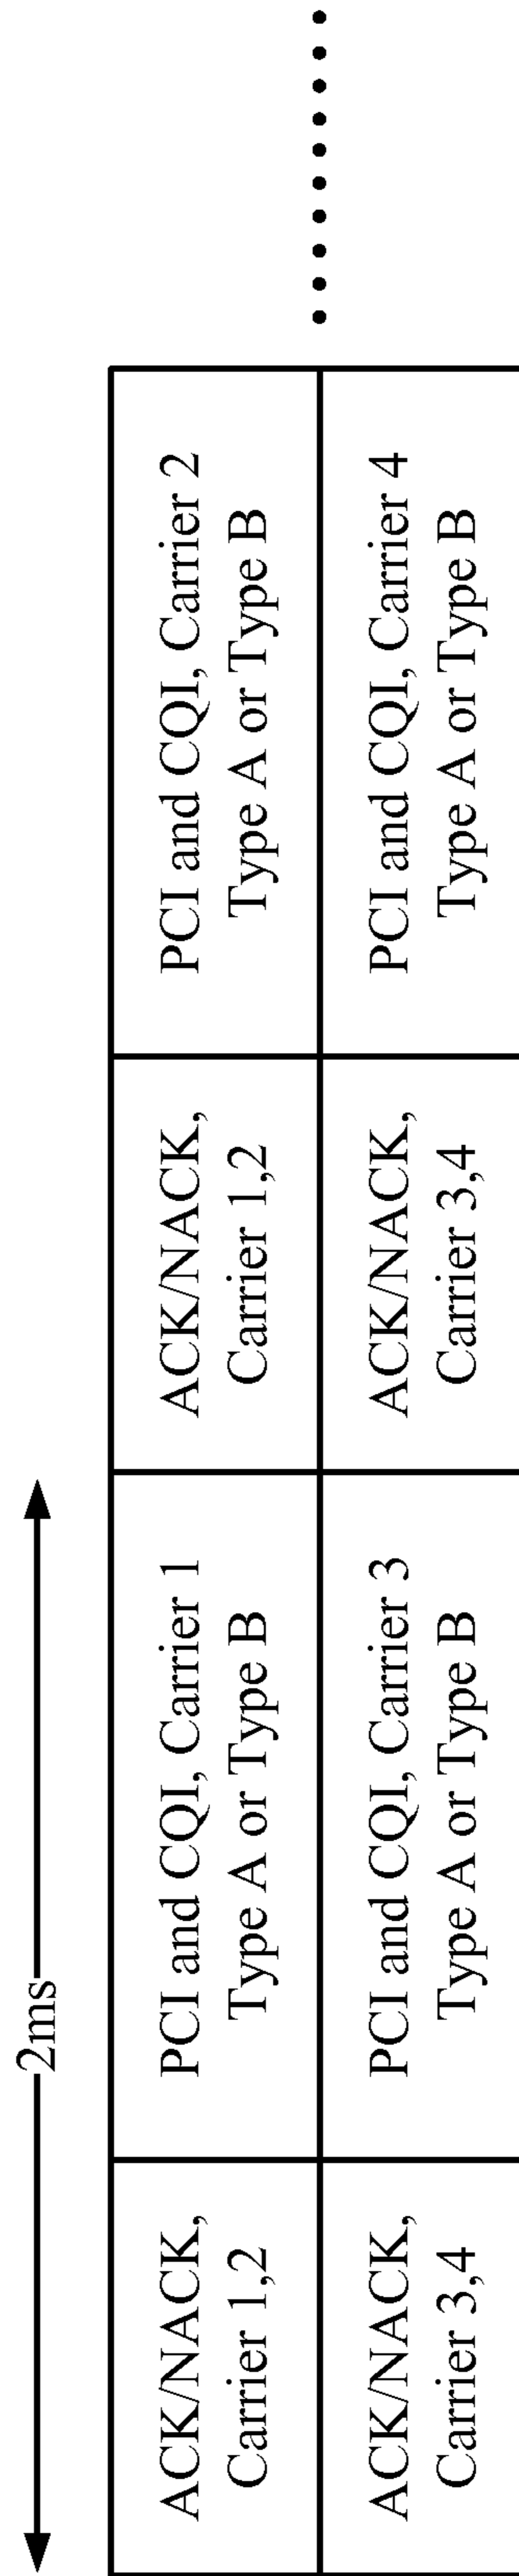 2ms
ACK/NACK,
Carrier 1,2
PCI and CQI, Carrier 1
Type A or Type B
ACK/NACK,
Carrier 1,2
PCI and CQI, Carrier 2
Type A or Type B
ACK/NACK,
Carrier 3,4
PCI and CQI, Carrier 3
Type A or Type B
ACK/NACK,
Carrier 3,4
PCI and CQI, Carrier 4
Type A or Type B